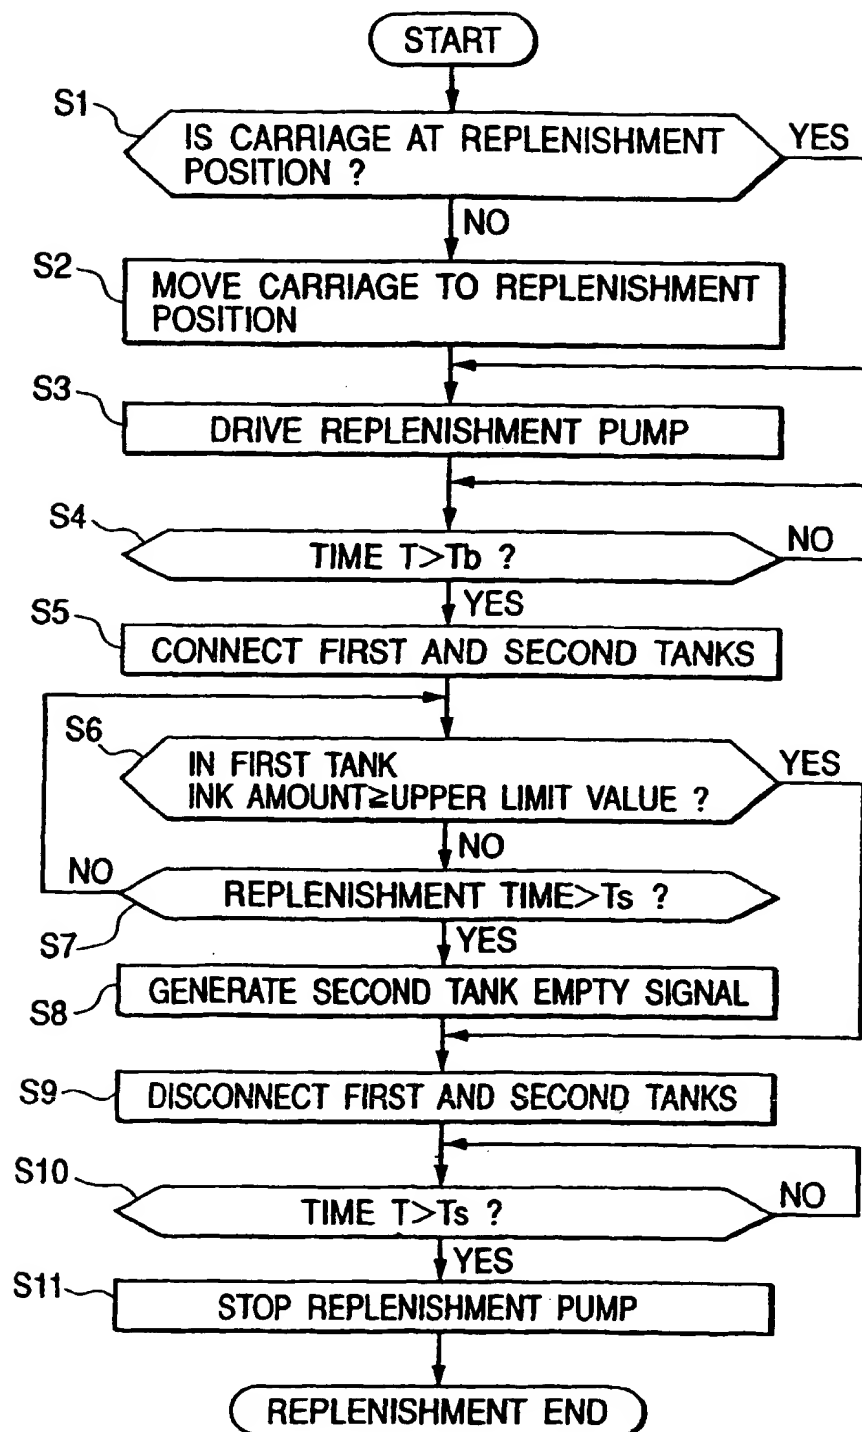 START
S1
IS CARRIAGE AT REPLENISHMENT
POSITION ?
YES
NO
S2
MOVE CARRIAGE TO REPLENISHMENT
POSITION
S3
DRIVE REPLENISHMENT PUMP
S4
TIME T>Tb ?
NO
YES
S5
CONNECT FIRST AND SECOND TANKS
S6
IN FIRST TANK
INK AMOUNT≧UPPER LIMIT VALUE ?
YES
NO
NO
REPLENISHMENT TIME>Ts ?
S7
YES
S8
GENERATE SECOND TANK EMPTY SIGNAL
S9
DISCONNECT FIRST AND SECOND TANKS
S10
TIME T>Ts ?
NO
YES
S11
STOP REPLENISHMENT PUMP
REPLENISHMENT END